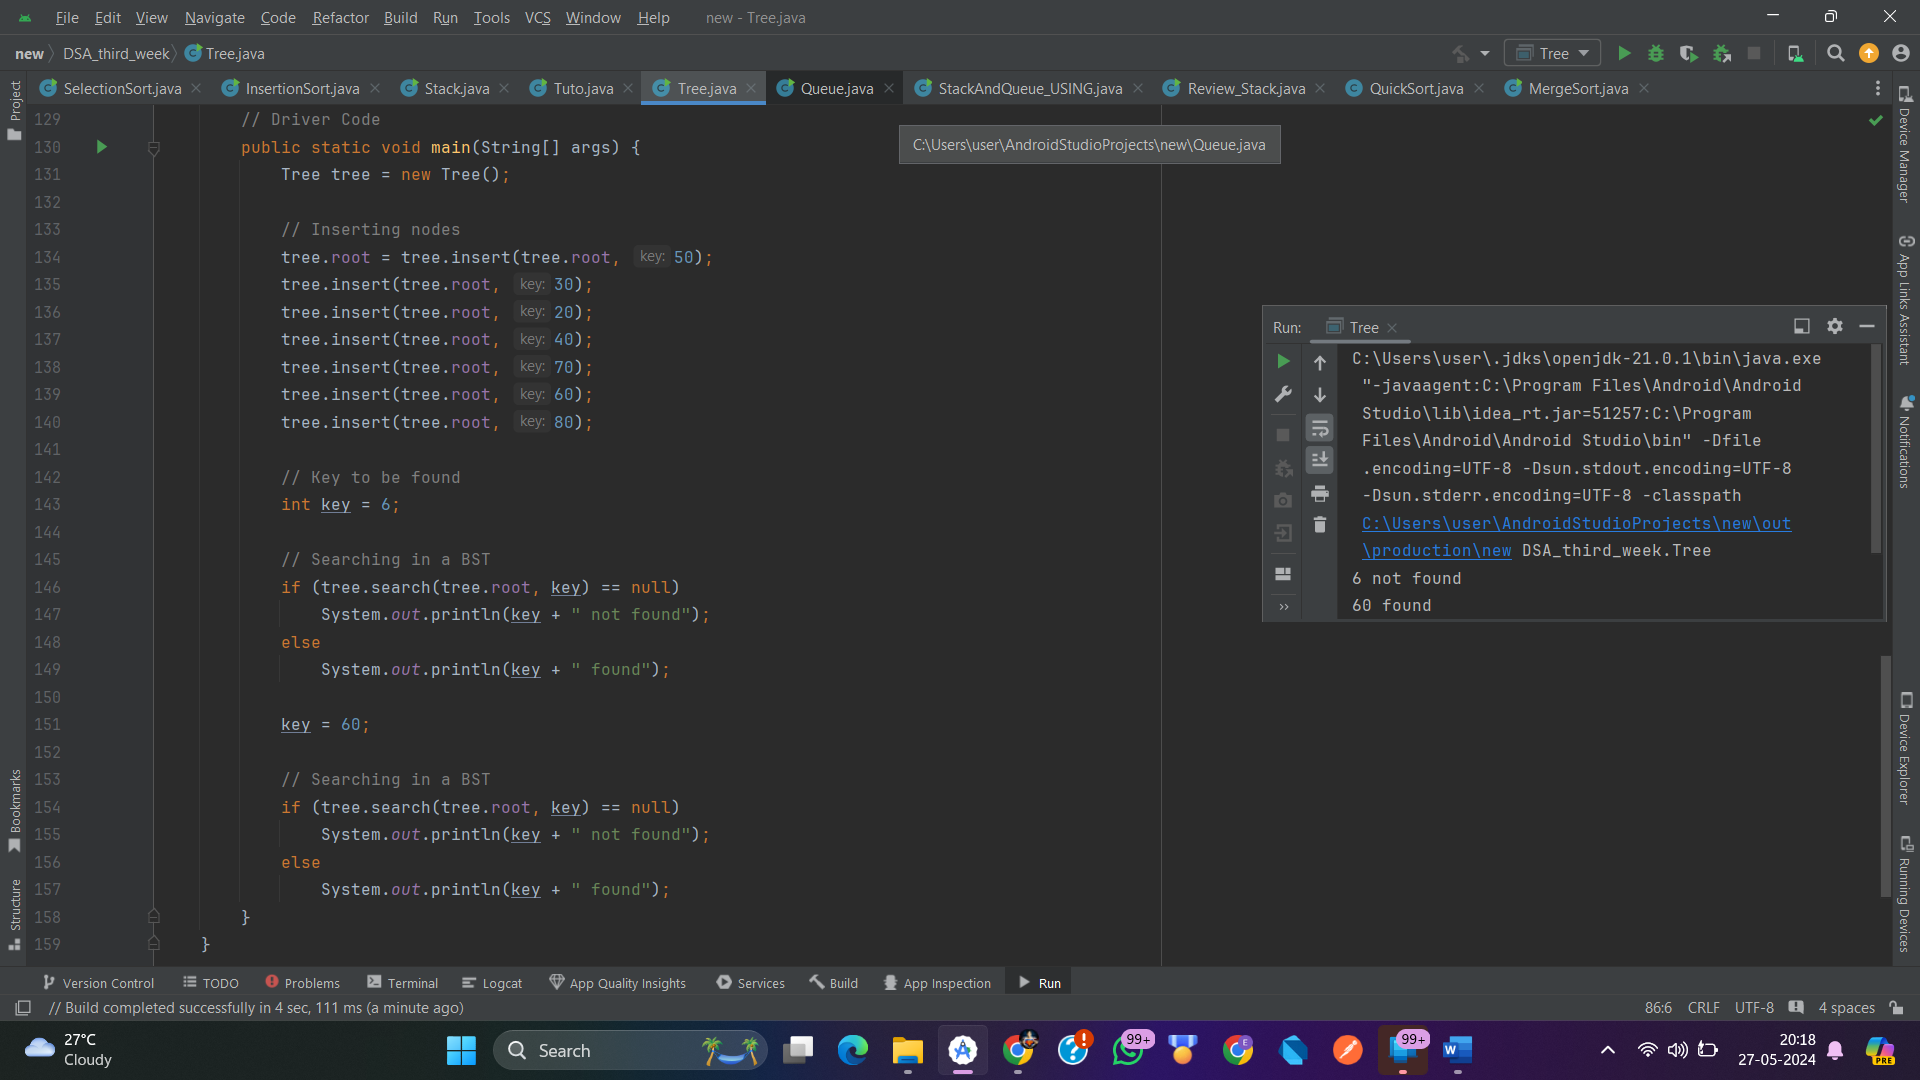 File Edit View Navigate Code Refactor Build Run Tools VCS Window Help new - Tree.java
new DSA_third_week Tree.java
Tree
SelectionSort.java InsertionSort.java Stack.java Tuto.java Tree.java Queue.java StackAndQueue_USING.java Review_Stack.java QuickSort.java MergeSort.java
C:\Users\user\AndroidStudioProjects\new\Queue.java
Project
Bookmarks
Structure
129 // Driver Code
130 public static void main(String[] args) {
131 Tree tree = new Tree();
132
133 // Inserting nodes
134 tree.root = tree.insert(tree.root, key: 50);
135 tree.insert(tree.root, key: 30);
136 tree.insert(tree.root, key: 20);
137 tree.insert(tree.root, key: 40);
138 tree.insert(tree.root, key: 70);
139 tree.insert(tree.root, key: 60);
140 tree.insert(tree.root, key: 80);
141
142 // Key to be found
143 int key = 6;
144
145 // Searching in a BST
146 if (tree.search(tree.root, key) == null)
147 System.out.println(key + " not found");
148 else
149 System.out.println(key + " found");
150
151 key = 60;
152
153 // Searching in a BST
154 if (tree.search(tree.root, key) == null)
155 System.out.println(key + " not found");
156 else
157 System.out.println(key + " found");
158 }
159 }
Run: Tree
C:\Users\user\.jdks\openjdk-21.0.1\bin\java.exe
"-javaagent:C:\Program Files\Android\Android
Studio\lib\idea_rt.jar=51257:C:\Program
Files\Android\Android Studio\bin" -Dfile
.encoding=UTF-8 -Dsun.stdout.encoding=UTF-8
-Dsun.stderr.encoding=UTF-8 -classpath
C:\Users\user\AndroidStudioProjects\new\out
\production\new DSA_third_week.Tree
6 not found
60 found
Device Manager
App Links Assistant
Notifications
Device Explorer
Running Devices
Version Control TODO Problems Terminal Logcat App Quality Insights Services Build App Inspection Run
// Build completed successfully in 4 sec, 111 ms (a minute ago) 86:6 CRLF UTF-8 4 spaces
27°C
Cloudy
Search
99+
E
99+
20:18
27-05-2024
PRE